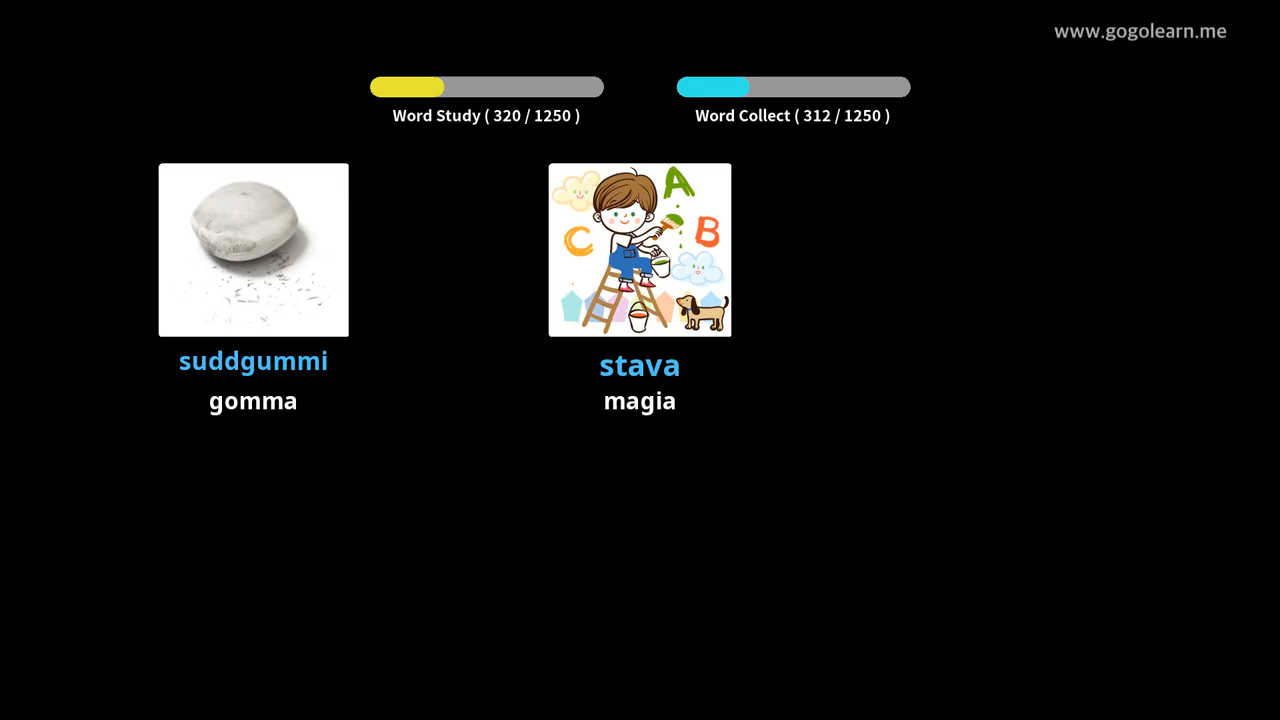 www.gogolearn.me
Word Study ( 320 / 1250 )
Word Collect ( 312 / 1250 )
A
B
C
suddgummi
stava
gomma
magia